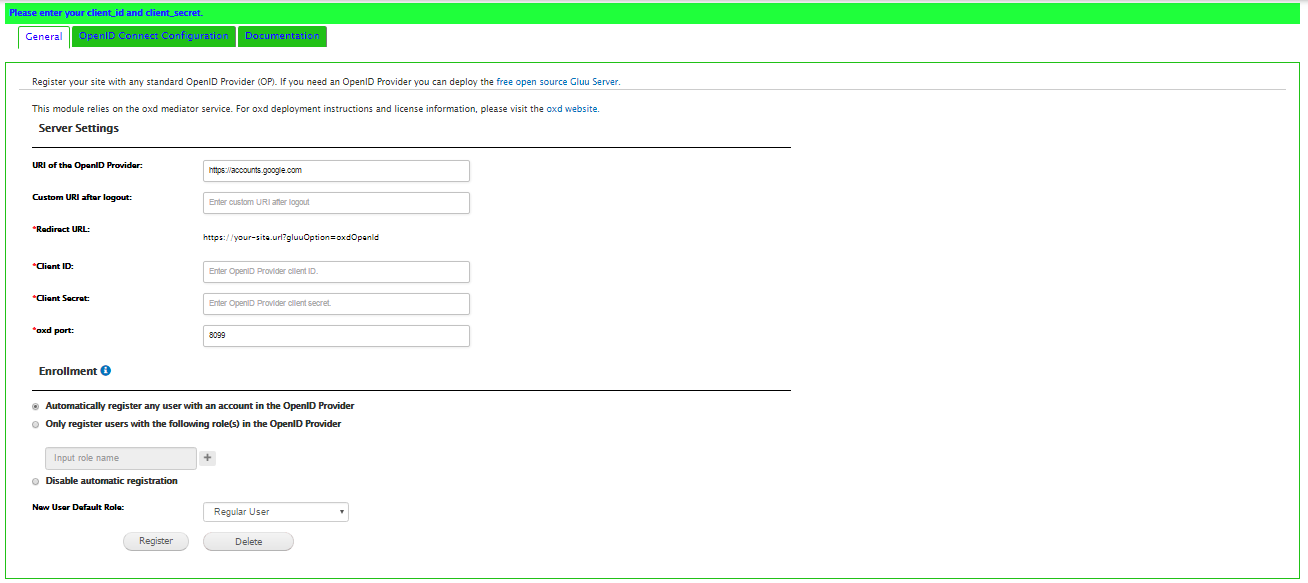 Please enter your client_id and client_secret.
General OpenID Connect Configuration Documentation
Register your site with any standard OpenID Provider (OP). If you need an OpenID Provider you can deploy the free open source Gluu Server.
This module relies on the oxd mediator service. For oxd deployment instructions and license information, please visit the oxd website.
Server Settings
URI of the OpenID Provider: https://accounts.google.com
Custom URI after logout: Enter custom URI after logout
*Redirect URL: https://your-site.url?gluuOption=oxdOpenId
*Client ID: Enter OpenID Provider client ID.
*Client Secret: Enter OpenID Provider client secret.
*oxd port: 8099
Enrollment
Automatically register any user with an account in the OpenID Provider
Only register users with the following role(s) in the OpenID Provider
Input role name +
Disable automatic registration
New User Default Role: Regular User
Register Delete